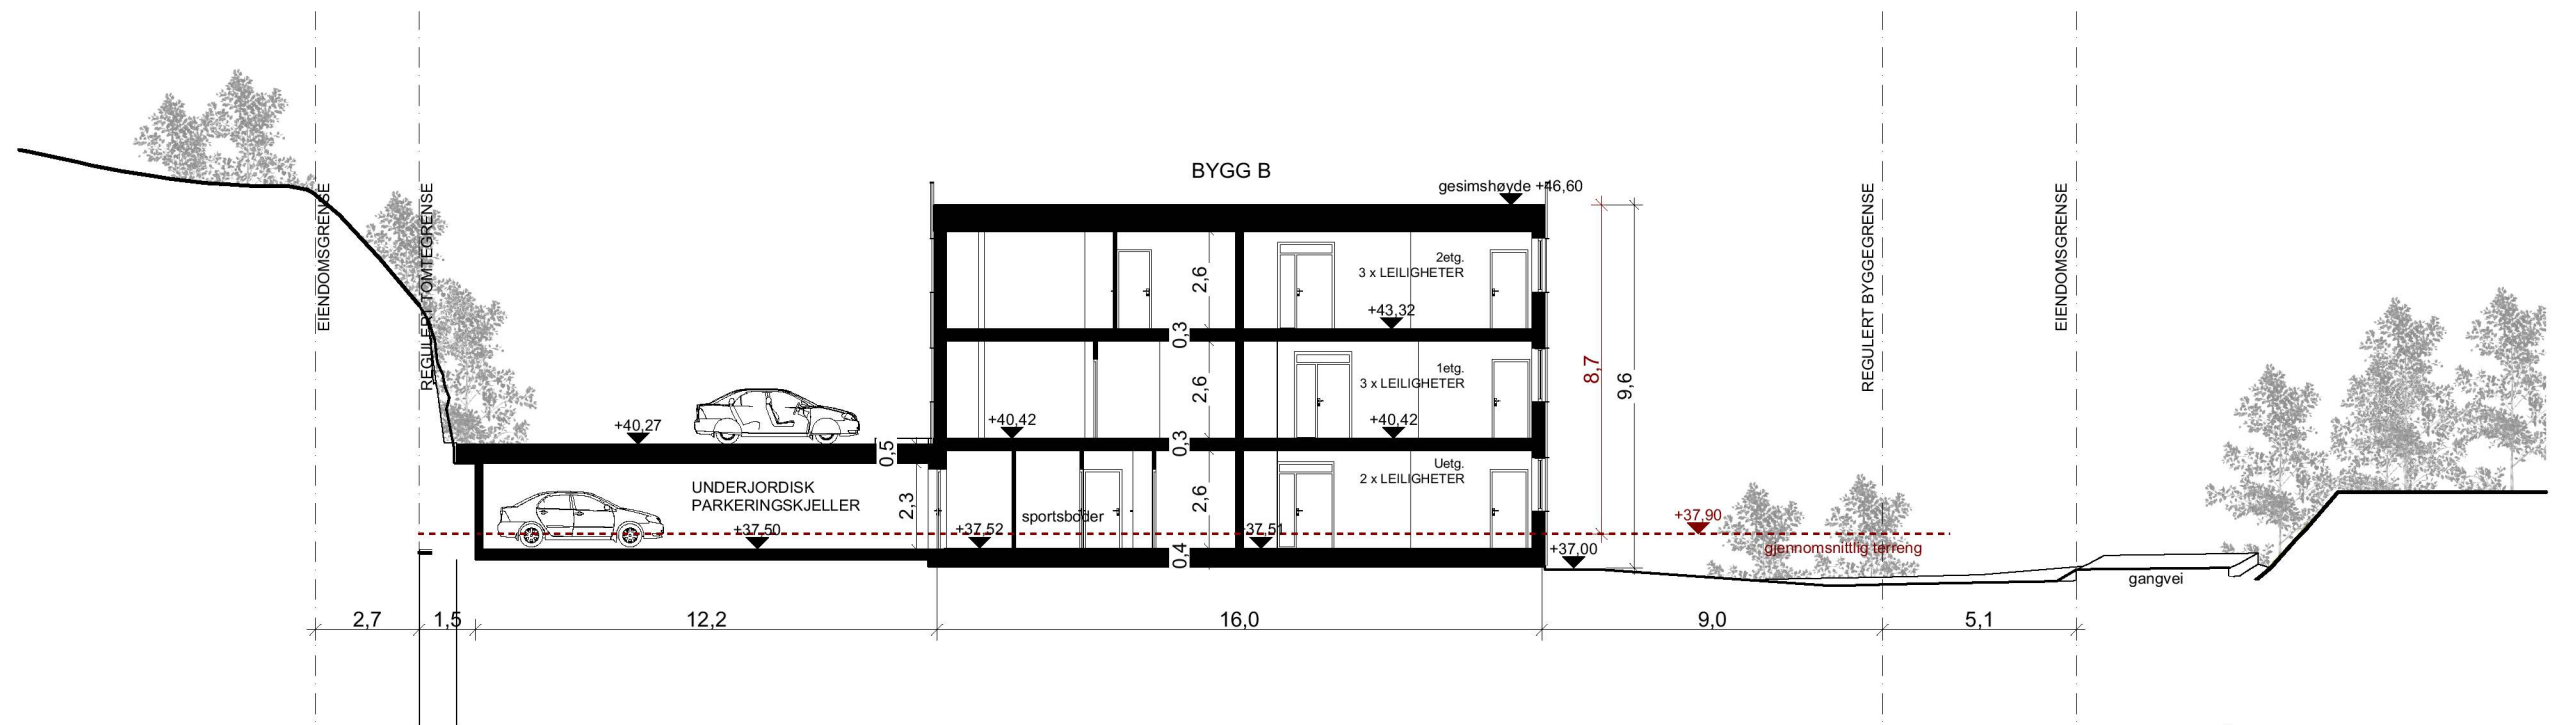 BYGG B
gesimshøyde +46,60
EIENDOMSGRENSE
REGULERT TOMTEGRENSE
REGULERT BYGGEGRENSE
EIENDOMSGRENSE
2,6
2etg.
3 x LEILIGHETER
+43,32
0,3
2,6
1etg.
3 x LEILIGHETER
8,7
9,6
+40,27
+40,42
+40,42
0,5
0,3
Uetg.
2 x LEILIGHETER
UNDERJORDISK
PARKERINGSKJELLER
2,3
2,6
sportsboder
+37,50
+37,52
+37,51
+37,90
gjennomsnittlig terreng
0,4
+37,00
gangvei
2,7
1,5
12,2
16,0
9,0
5,1